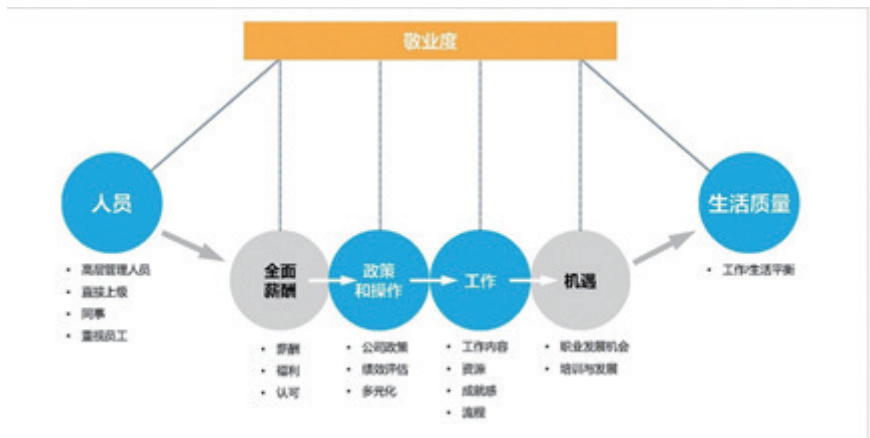 敬业度
人员
• 高层管理人员
• 直接上级
• 同事
• 重视员工
全面
薪酬
• 薪酬
• 福利
• 认可
政策
和操作
• 公司政策
• 绩效评估
• 多元化
工作
• 工作内容
• 资源
• 成就感
• 流程
机遇
• 职业发展机会
• 培训与发展
生活质量
• 工作/生活平衡